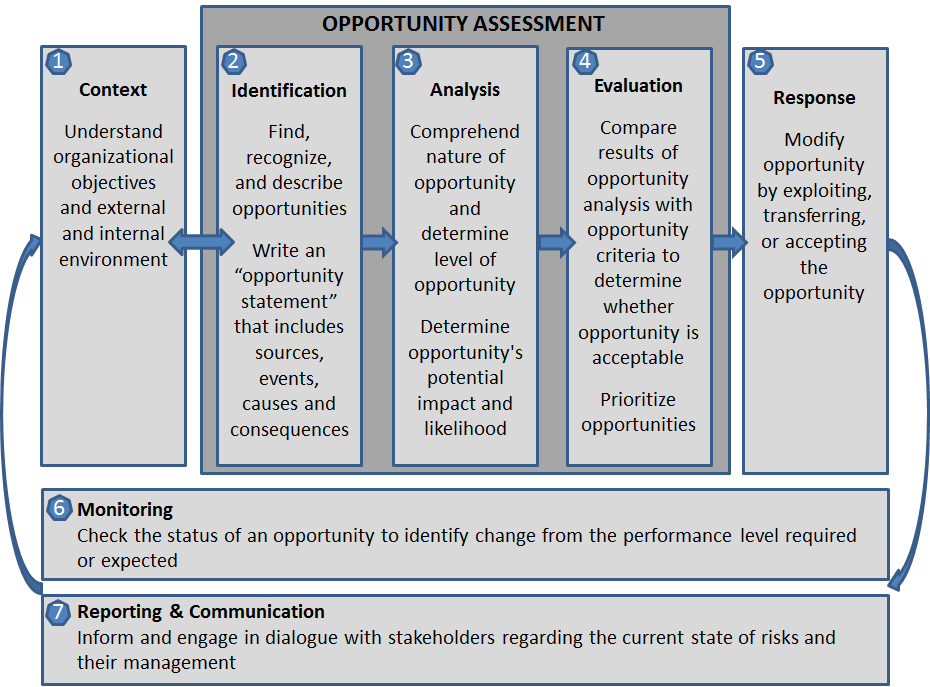 OPPORTUNITY ASSESSMENT
1
Context
Understand
organizational
objectives
and external
and internal
environment
2
Identification
Find,
recognize,
and describe
opportunities
Write an
“opportunity
statement”
that includes
sources,
events,
causes and
consequences
3
Analysis
Comprehend
nature of
opportunity
and
determine
level of
opportunity
Determine
opportunity's
potential
impact and
likelihood
4
Evaluation
Compare
results of
opportunity
analysis with
opportunity
criteria to
determine
whether
opportunity is
acceptable
Prioritize
opportunities
5
Response
Modify
opportunity
by exploiting,
transferring,
or accepting
the
opportunity
6
Monitoring
Check the status of an opportunity to identify change from the performance level required
or expected
7
Reporting & Communication
Inform and engage in dialogue with stakeholders regarding the current state of risks and
their management